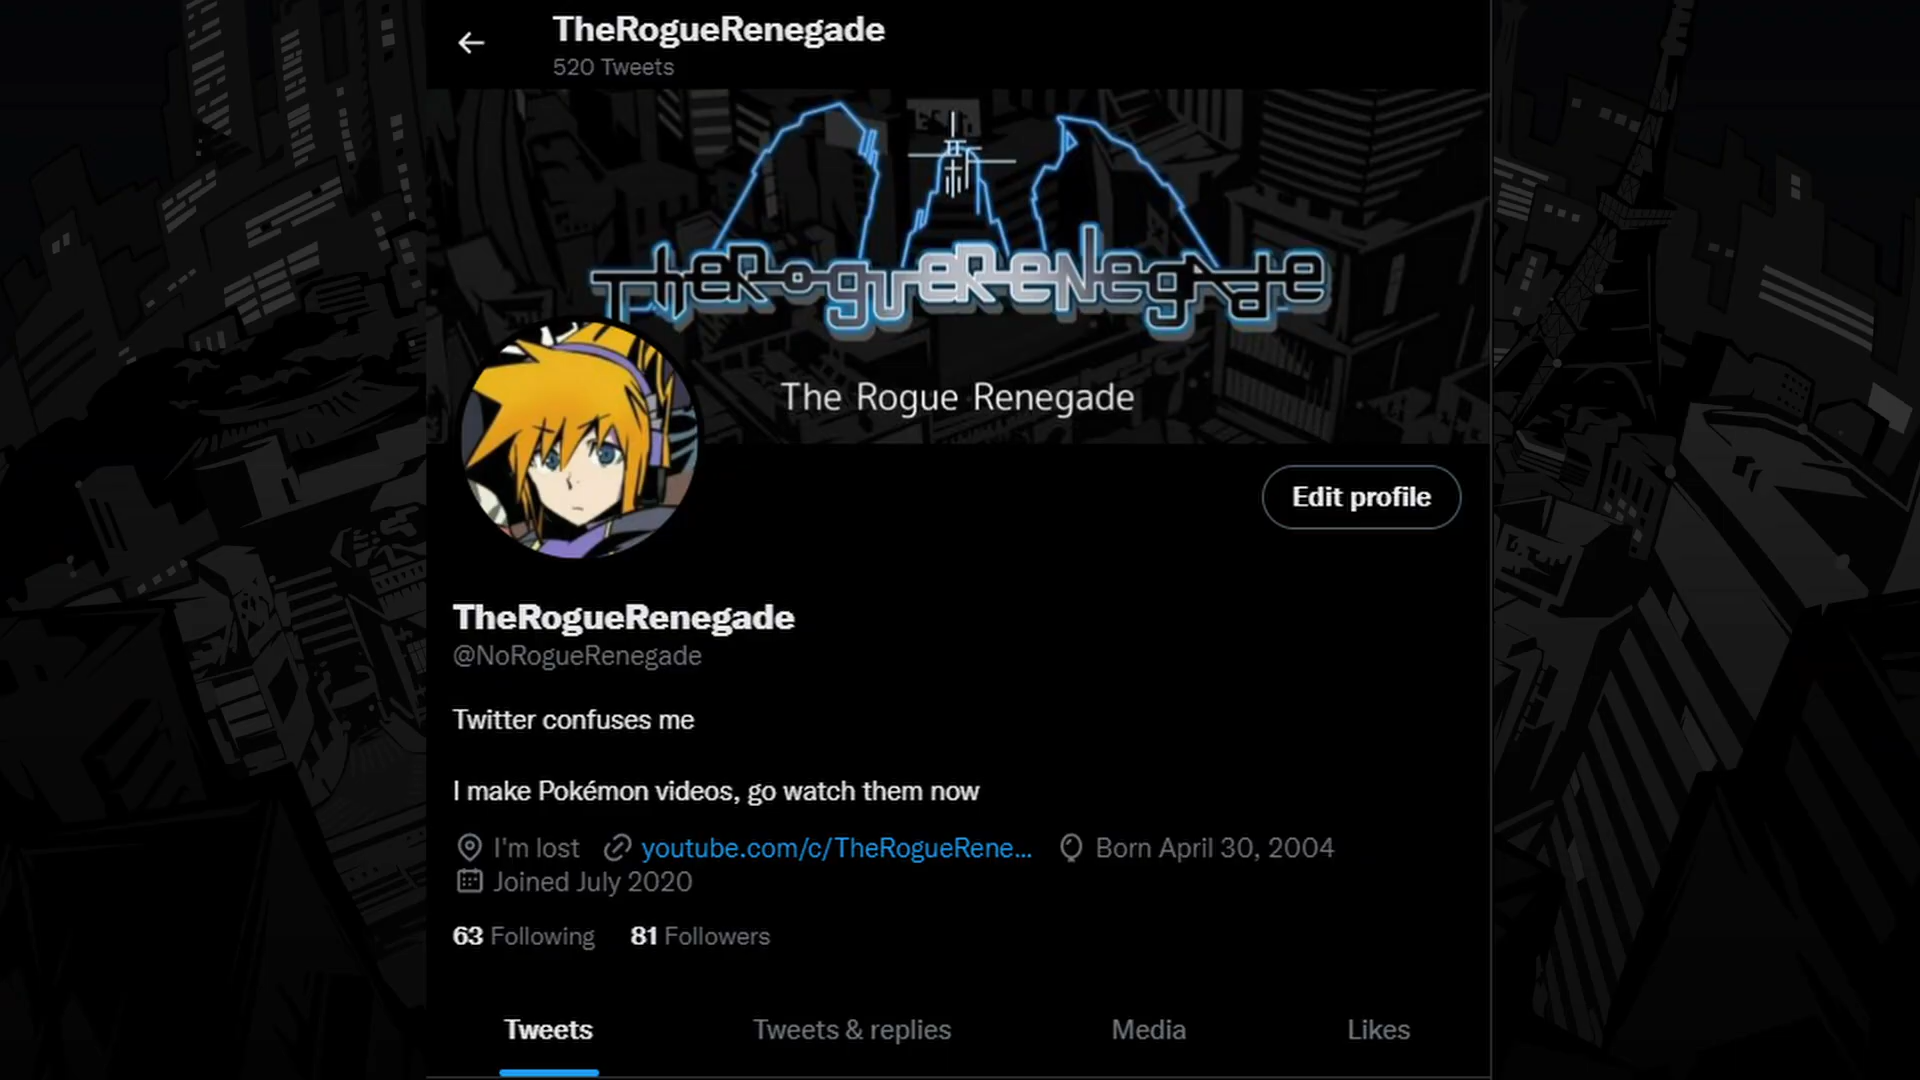 TheRogueRenegade
520 Tweets
TheRogueReNegade
The Rogue Renegade
Edit profile
TheRogueRenegade
@NoRogueRenegade
Twitter confuses me
I make Pokémon videos, go watch them now
I'm lost youtube.com/c/TheRogueRene... Born April 30, 2004
Joined July 2020
63 Following 81 Followers
Tweets Tweets & replies Media Likes